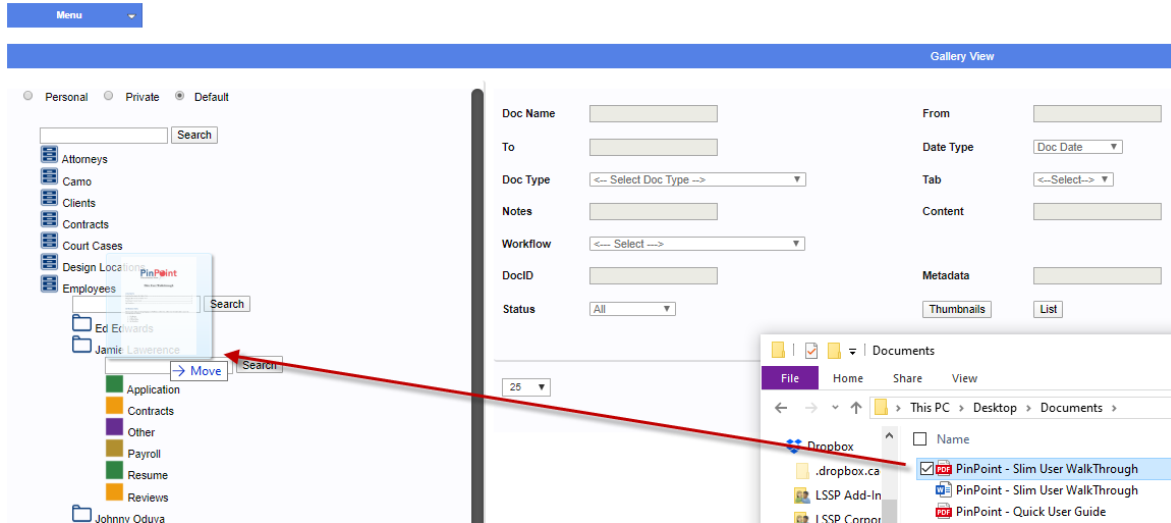 Menu
Gallery View
Personal Private Default
Search
Attorneys
Camo
Clients
Contracts
Court Cases
Design Locations
Employees
Search
Ed Edwards
Jamie Lawerence
Search
Application
Contracts
Other
Payroll
Resume
Reviews
Johnny Oduya
PinPoint
Move
Doc Name
From
To
Date Type Doc Date
Doc Type <-- Select Doc Type -->
Tab <--Select-->
Notes
Content
Workflow <--- Select --->
DocID
Metadata
Status All
Thumbnails List
25
Documents
File Home Share View
This PC > Desktop > Documents >
Dropbox
.dropbox.ca
LSSP Add-In
LSSP Corpor
Name
PDF PinPoint - Slim User WalkThrough
PinPoint - Slim User WalkThrough
PDF PinPoint - Quick User Guide